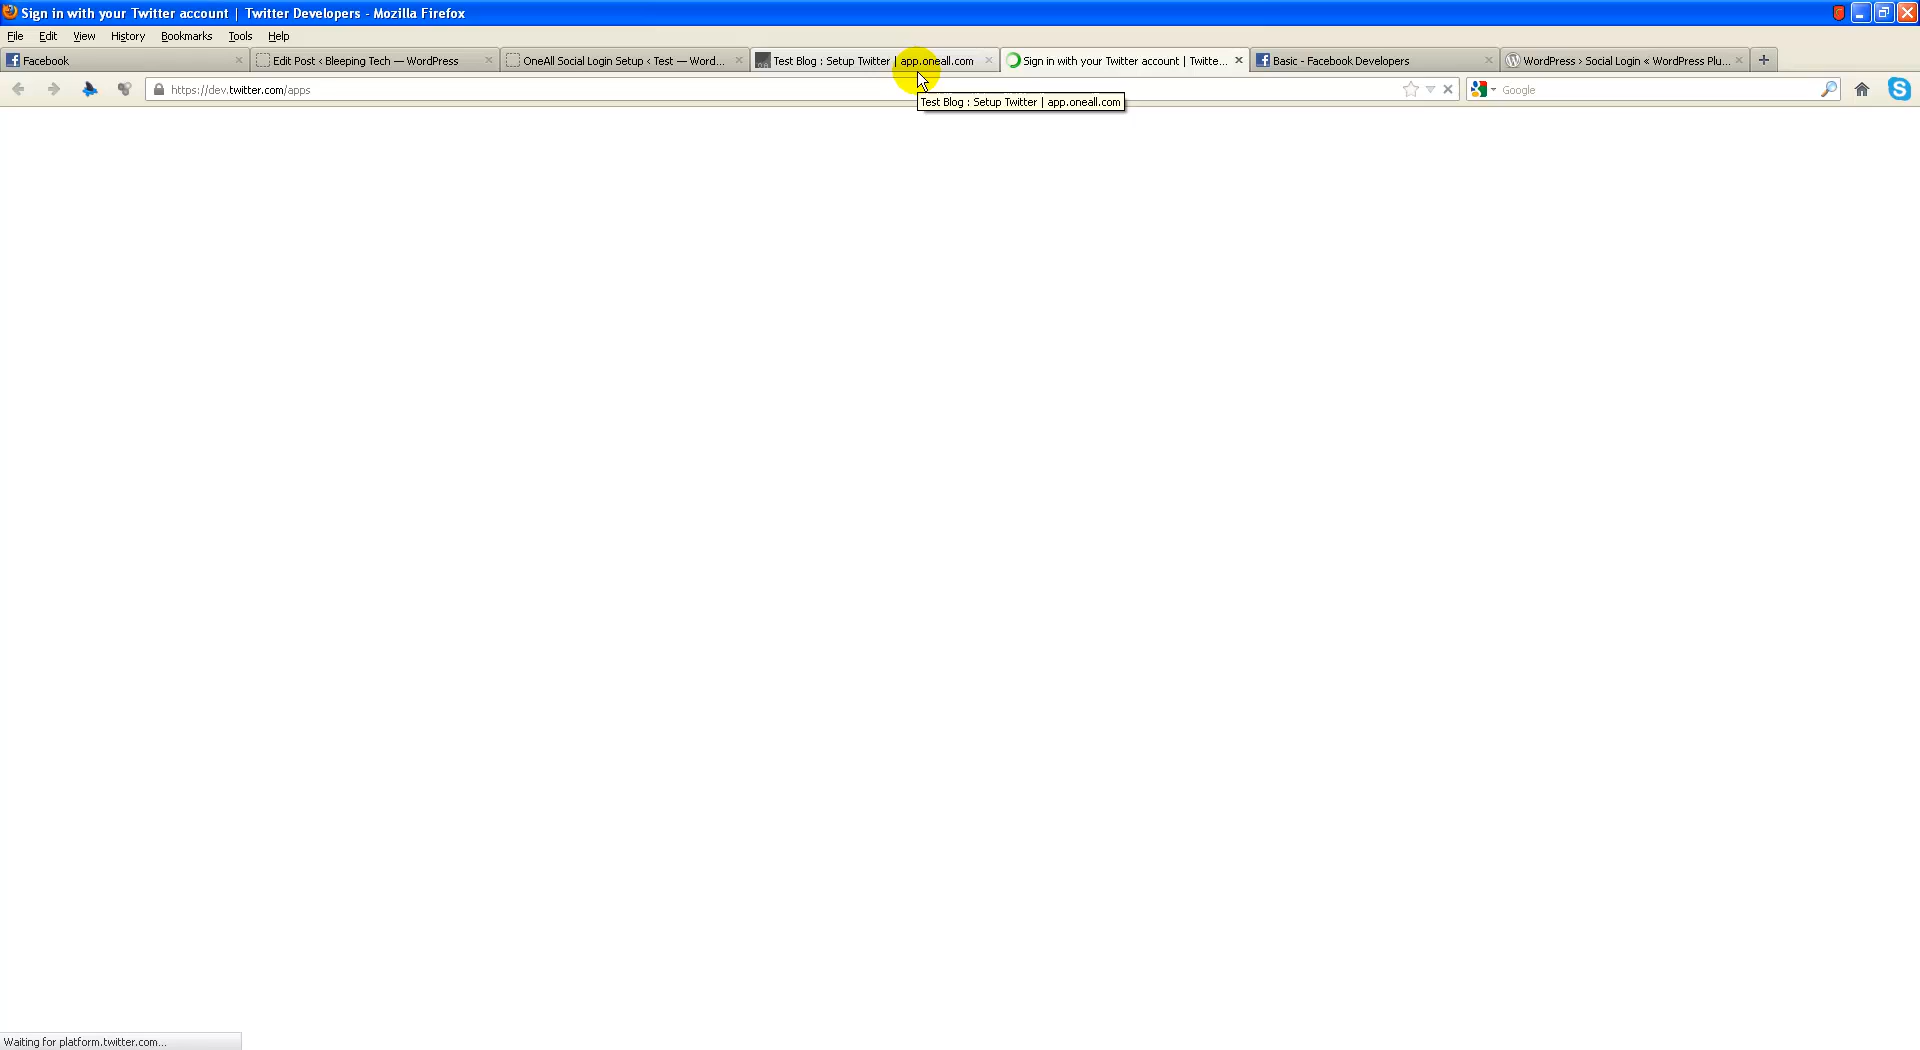 Sign in with your Twitter account | Twitter Developers - Mozilla Firefox
File Edit View History Bookmarks Tools Help
Facebook Edit Post ‹ Bleeping Tech — WordPress OneAll Social Login Setup ‹ Test — Word... Test Blog : Setup Twitter | app.oneall.com Sign in with your Twitter account | Twitte... Basic - Facebook Developers WordPress › Social Login « WordPress Plu...
https://dev.twitter.com/apps Google
Test Blog : Setup Twitter | app.oneall.com
Waiting for platform.twitter.com...